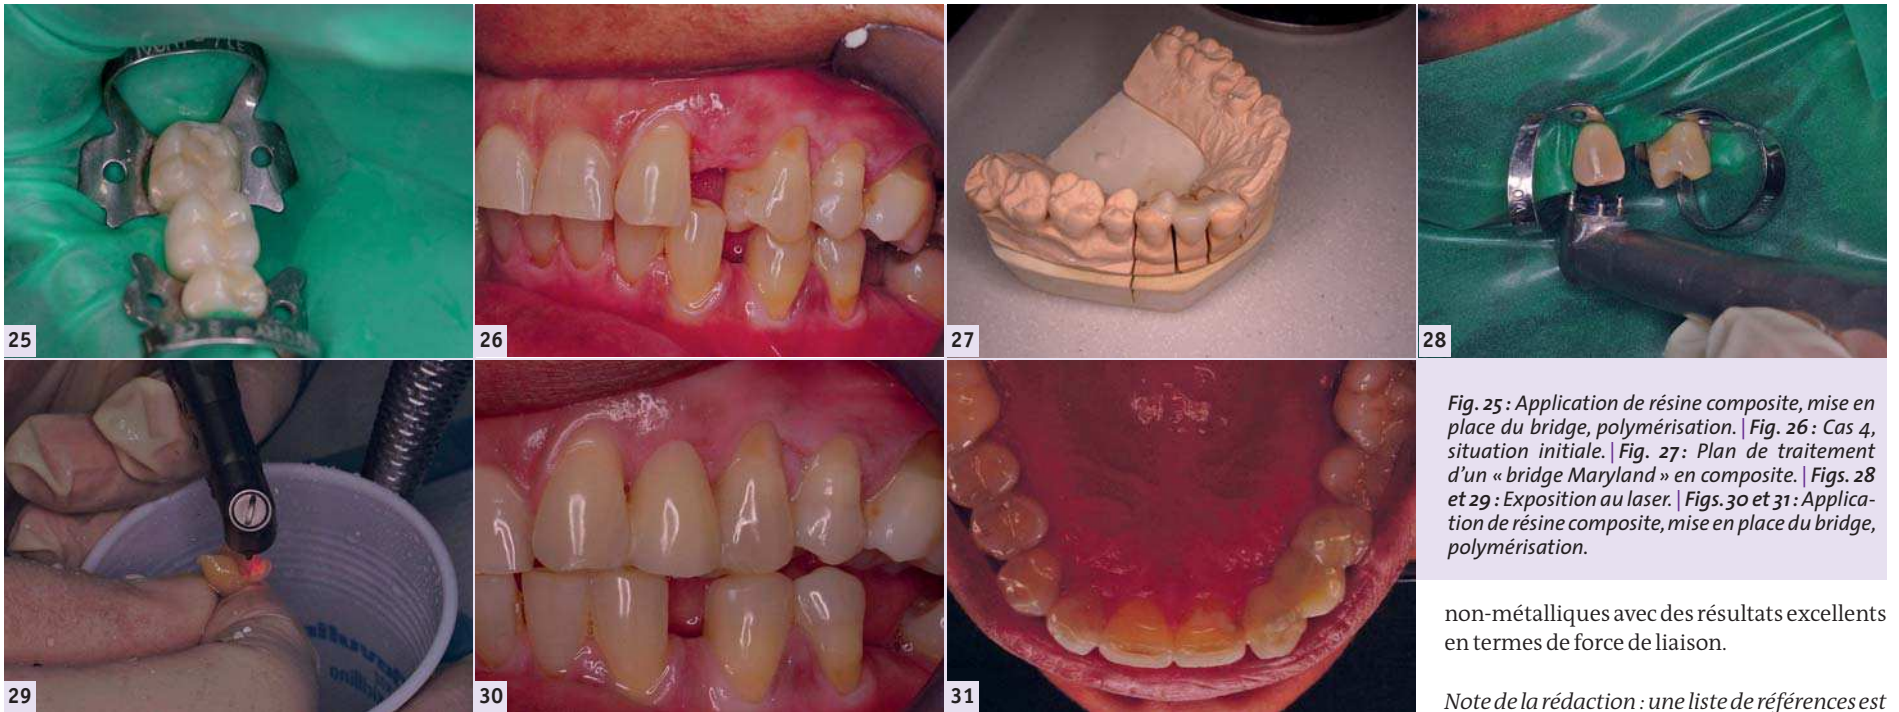 25
26
27
28
29
30
31
Fig. 25 : Application de résine composite, mise en
place du bridge, polymérisation. | Fig. 26 : Cas 4,
situation initiale. | Fig. 27 : Plan de traitement
d'un « bridge Maryland » en composite. | Figs. 28
et 29 : Exposition au laser. | Figs. 30 et 31 : Applica-
tion de résine composite, mise en place du bridge,
polymérisation.
non-métalliques avec des résultats excellents
en termes de force de liaison.
Note de la rédaction : une liste de références est